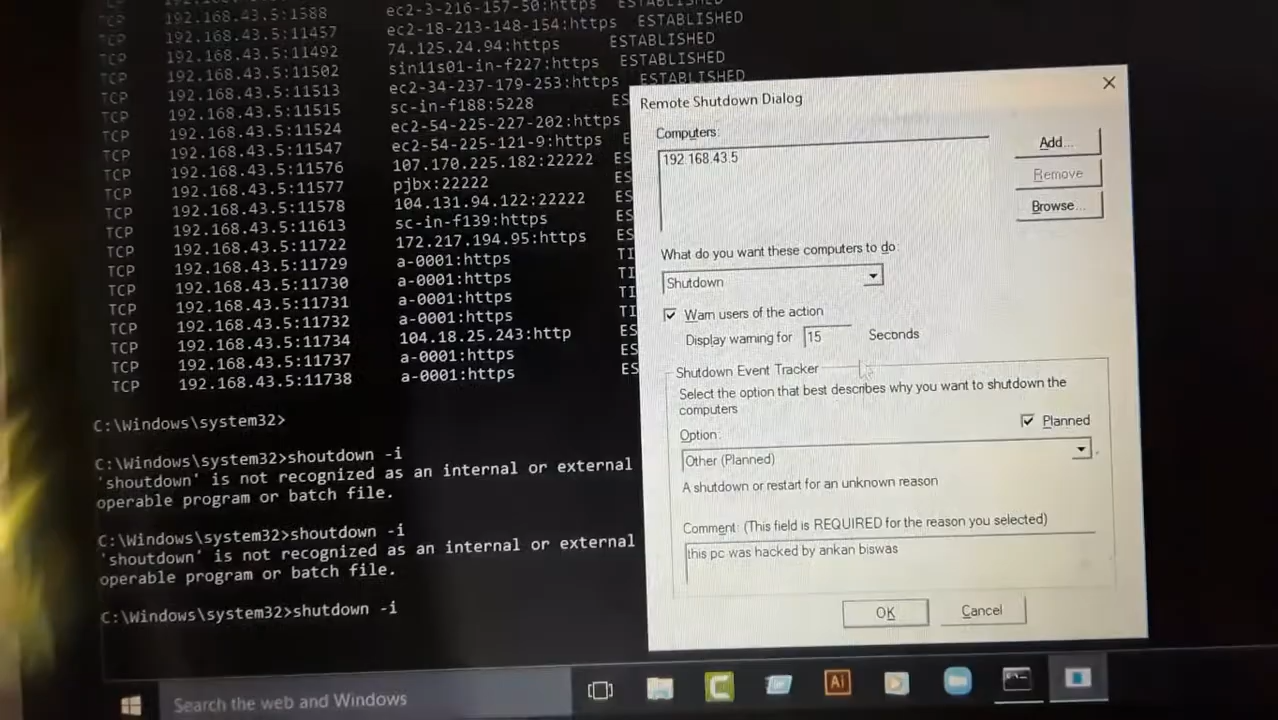 TCP 192.168.43.5:1588 ec2-3-216-157-50:https ESTABLISHED
TCP 192.168.43.5:11457 ec2-18-213-148-154:https ESTABLISHED
TCP 192.168.43.5:11492 74.125.24.94:https ESTABLISHED
TCP 192.168.43.5:11502 sin11s01-in-f227:https ESTABLISHED
TCP 192.168.43.5:11513 ec2-34-237-179-253:https ESTABLISHED
TCP 192.168.43.5:11515 sc-in-f188:5228 ES
TCP 192.168.43.5:11524 ec2-54-225-227-202:https
TCP 192.168.43.5:11547 ec2-54-225-121-9:https E
TCP 192.168.43.5:11576 107.170.225.182:22222 ES
TCP 192.168.43.5:11577 pjbx:22222 ES
TCP 192.168.43.5:11578 104.131.94.122:22222 ES
TCP 192.168.43.5:11613 sc-in-f139:https ES
TCP 192.168.43.5:11722 172.217.194.95:https ES
TCP 192.168.43.5:11729 a-0001:https TI
TCP 192.168.43.5:11730 a-0001:https TI
TCP 192.168.43.5:11731 a-0001:https TI
TCP 192.168.43.5:11732 a-0001:https TI
TCP 192.168.43.5:11734 104.18.25.243:http ES
TCP 192.168.43.5:11737 a-0001:https ES
TCP 192.168.43.5:11738 a-0001:https ES
C:\Windows\system32>
C:\Windows\system32>shoutdown -i
'shoutdown' is not recognized as an internal or external
operable program or batch file.
C:\Windows\system32>shoutdown -i
'shoutdown' is not recognized as an internal or external
operable program or batch file.
C:\Windows\system32>shutdown -i
Remote Shutdown Dialog
Computers:
192.168.43.5
Add...
Remove
Browse...
What do you want these computers to do:
Shutdown
Warn users of the action
Display warning for 15 Seconds
Shutdown Event Tracker
Select the option that best describes why you want to shutdown the
computers
Planned
Option:
Other (Planned)
A shutdown or restart for an unknown reason
Comment: (This field is REQUIRED for the reason you selected)
this pc was hacked by ankan biswas
OK Cancel
Search the web and Windows
Ai